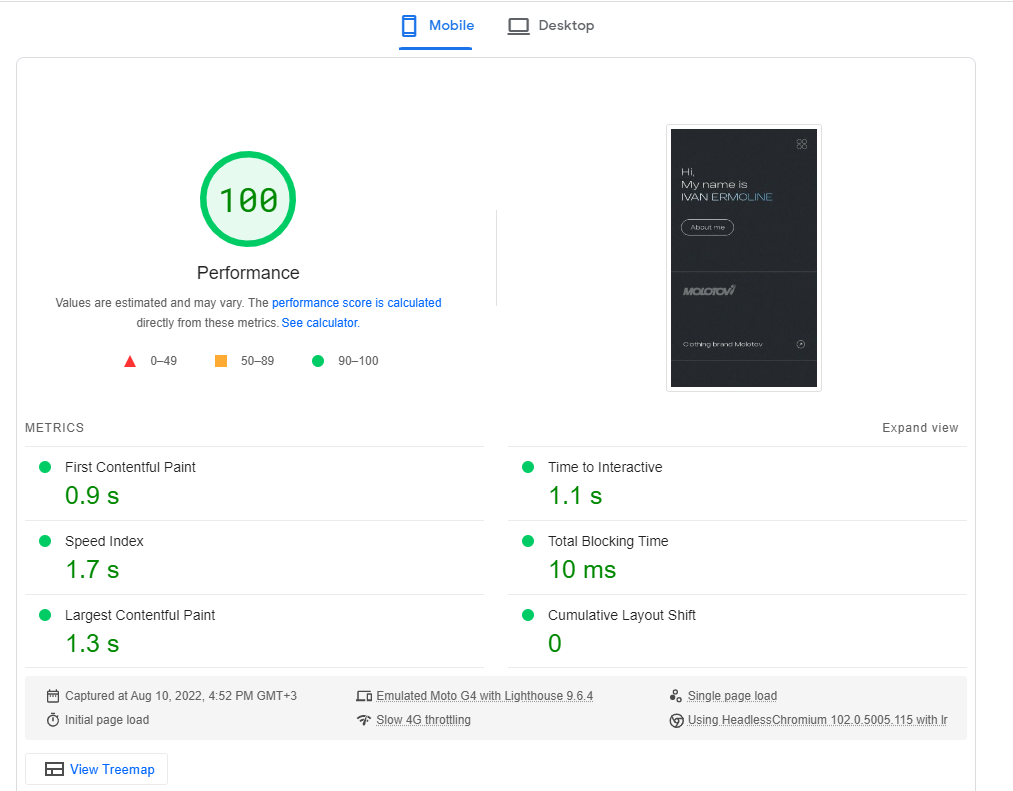 Mobile
Desktop
100
Performance
Values are estimated and may vary. The performance score is calculated
directly from these metrics. See calculator.
0–49
50–89
90–100
Hi,
My name is
IVAN ERMOLINE
About me
MOLOTOV
Clothing brand Molotov
METRICS
Expand view
First Contentful Paint
0.9 s
Time to Interactive
1.1 s
Speed Index
1.7 s
Total Blocking Time
10 ms
Largest Contentful Paint
1.3 s
Cumulative Layout Shift
0
Captured at Aug 10, 2022, 4:52 PM GMT+3
Emulated Moto G4 with Lighthouse 9.6.4
Single page load
Initial page load
Slow 4G throttling
Using HeadlessChromium 102.0.5005.115 with lr
View Treemap